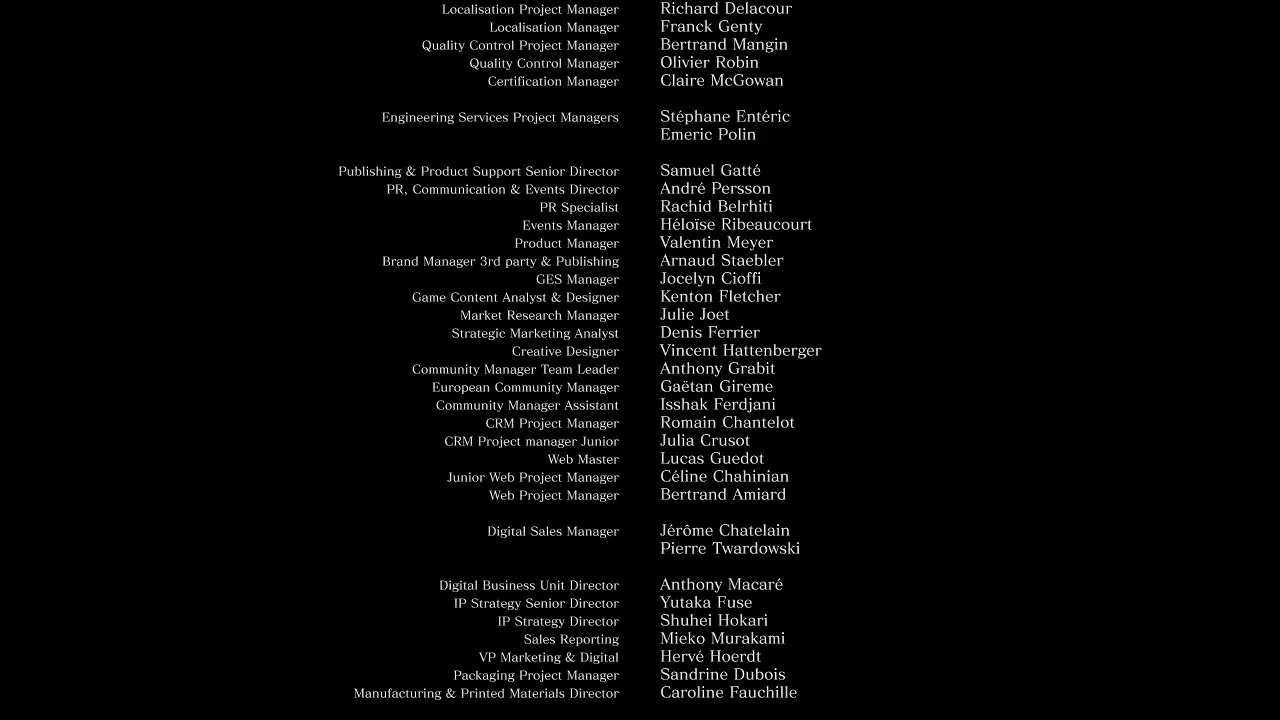 Localisation Project Manager Richard Delacour
Localisation Manager Franck Genty
Quality Control Project Manager Bertrand Mangin
Quality Control Manager Olivier Robin
Certification Manager Claire McGowan
Engineering Services Project Managers Stéphane Entéric
Emeric Polin
Publishing & Product Support Senior Director Samuel Gatté
PR, Communication & Events Director André Persson
PR Specialist Rachid Belrhiti
Events Manager Héloïse Ribeaucourt
Product Manager Valentin Meyer
Brand Manager 3rd party & Publishing Arnaud Staebler
GES Manager Jocelyn Cioffi
Game Content Analyst & Designer Kenton Fletcher
Market Research Manager Julie Joet
Strategic Marketing Analyst Denis Ferrier
Creative Designer Vincent Hattenberger
Community Manager Team Leader Anthony Grabit
European Community Manager Gaëtan Gireme
Community Manager Assistant Isshak Ferdjani
CRM Project Manager Romain Chantelot
CRM Project manager Junior Julia Crusot
Web Master Lucas Guedot
Junior Web Project Manager Céline Chahinian
Web Project Manager Bertrand Amiard
Digital Sales Manager Jérôme Chatelain
Pierre Twardowski
Digital Business Unit Director Anthony Macaré
IP Strategy Senior Director Yutaka Fuse
IP Strategy Director Shuhei Hokari
Sales Reporting Mieko Murakami
VP Marketing & Digital Hervé Hoerdt
Packaging Project Manager Sandrine Dubois
Manufacturing & Printed Materials Director Caroline Fauchille